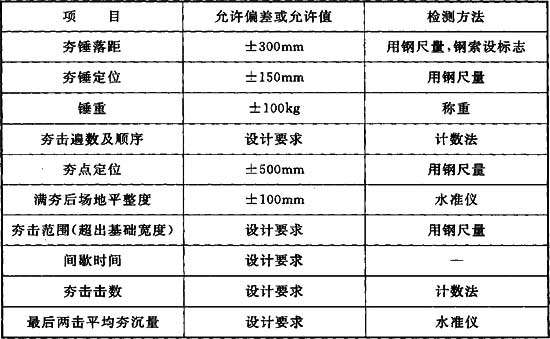 项 目 允许偏差或允许值 检测方法
夯锤落距 ±300mm 用钢尺量,钢索设标志
夯锤定位 ±150mm 用钢尺量
锤重 ±100kg 称重
夯击遍数及顺序 设计要求 计数法
夯点定位 ±500mm 用钢尺量
满夯后场地平整度 ±100mm 水准仪
夯击范围(超出基础宽度) 设计要求 用钢尺量
间歇时间 设计要求 —
夯击击数 设计要求 计数法
最后两击平均夯沉量 设计要求 水准仪